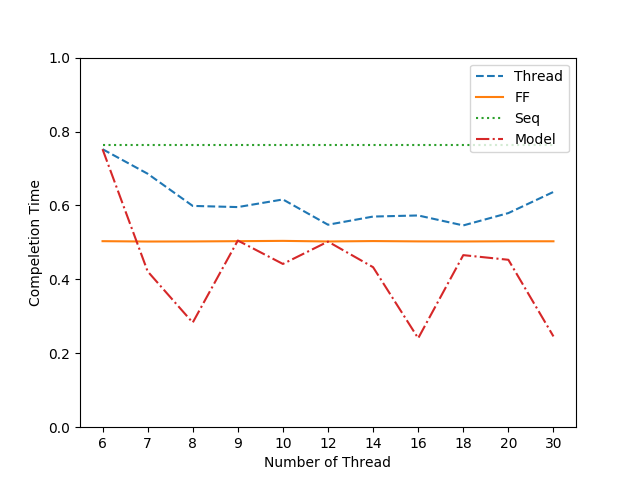 1.0
0.8
0.6
0.4
0.2
0.0
Compeletion Time
6 7 8 9 10 12 14 16 18 20 30
Number of Thread
Thread
FF
Seq
Model